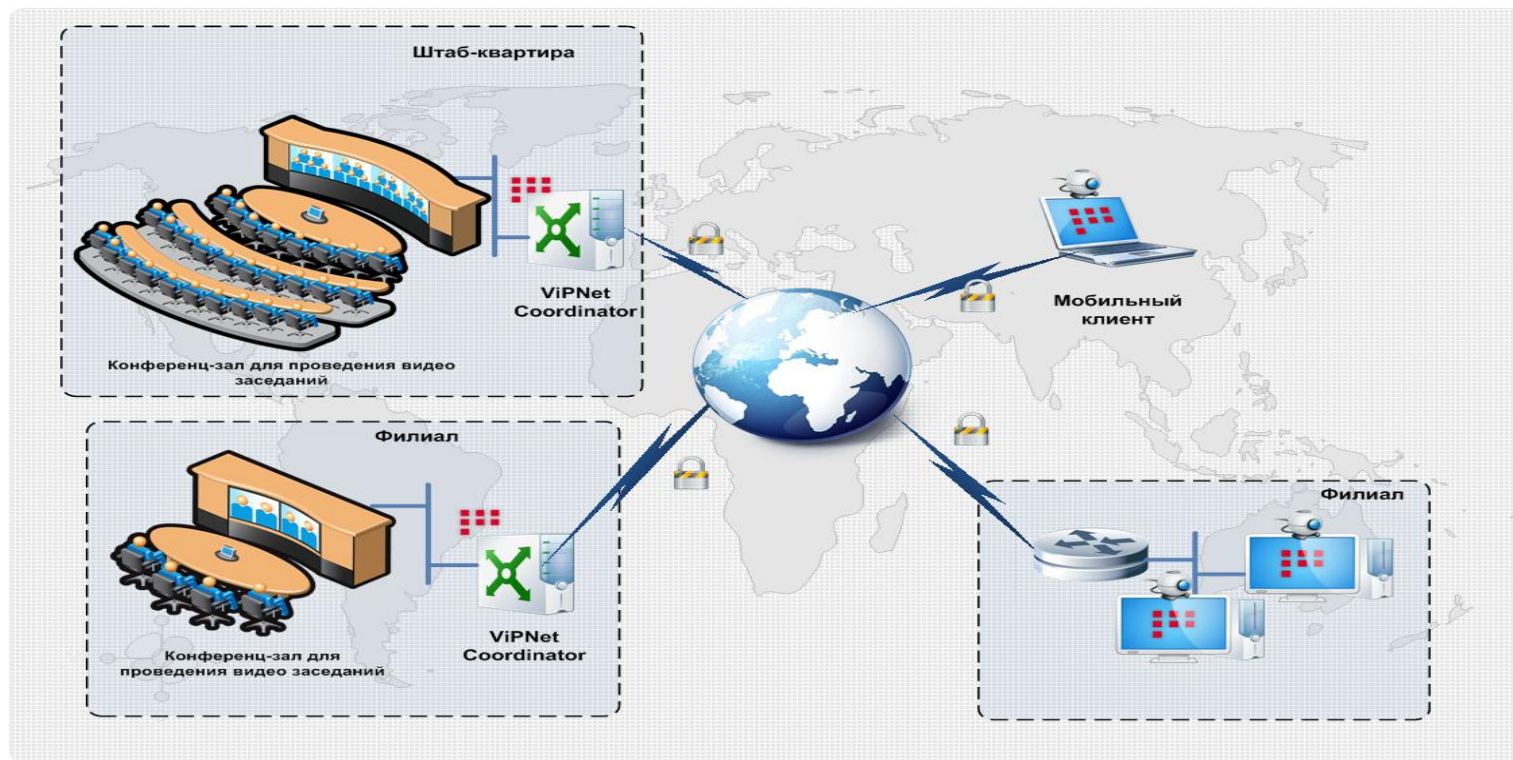 Штаб-квартира
ViPNet
Coordinator
Конференц-зал для проведения видео
заседаний
Мобильный
клиент
Филиал
ViPNet
Coordinator
Конференц-зал для
проведения видео заседаний
Филиал